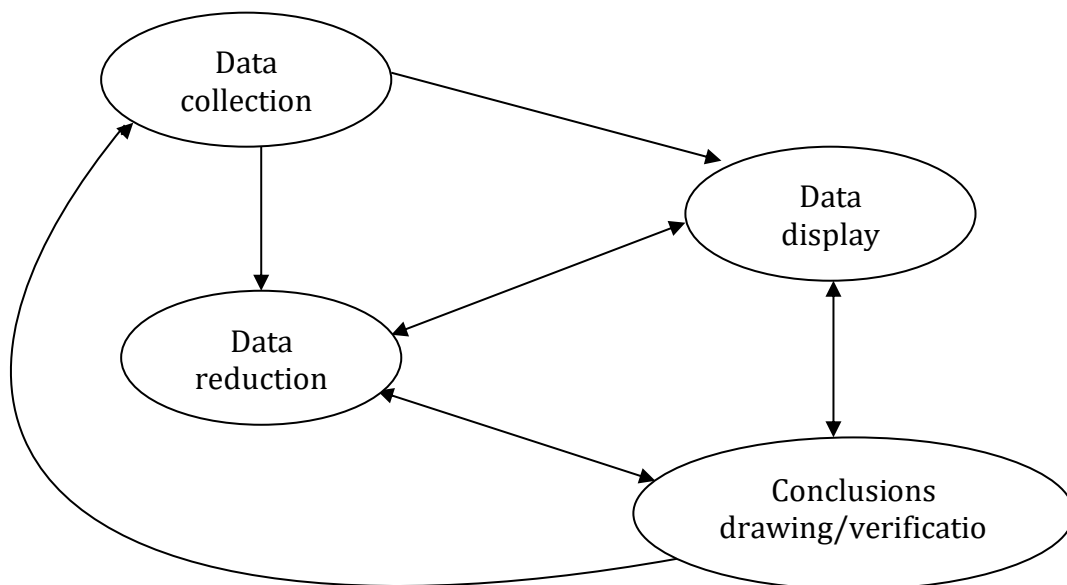 Data
collection
Data
display
Data
reduction
Conclusions
drawing/verificatio